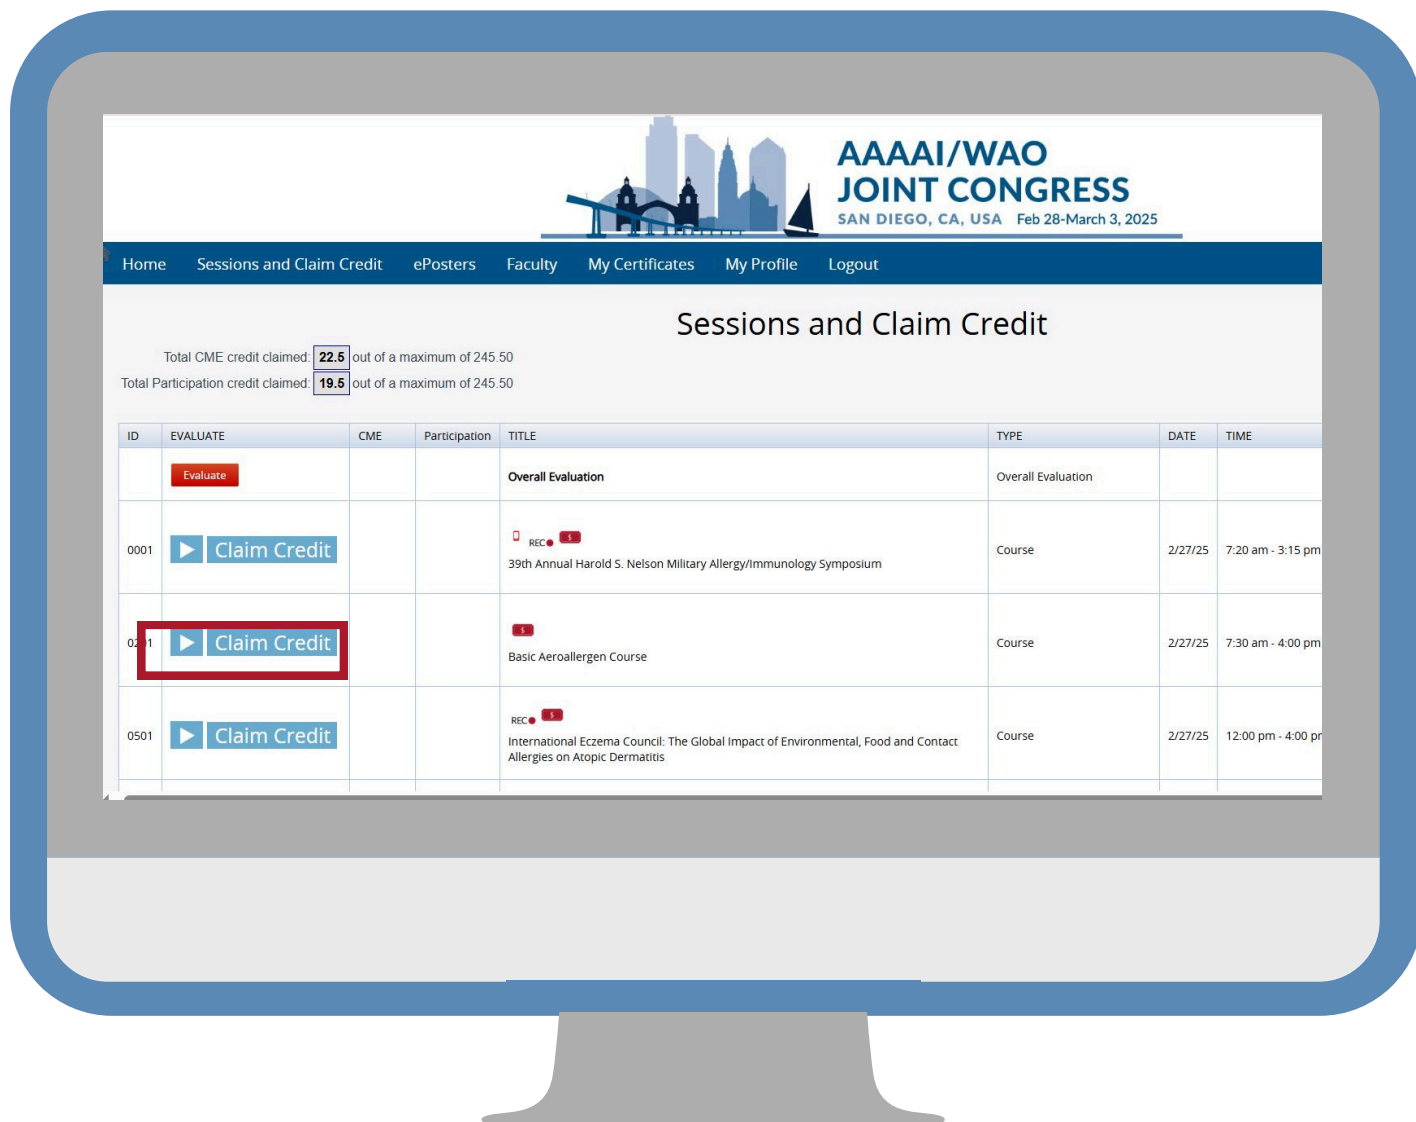 AAAAI/WAO
JOINT CONGRESS
SAN DIEGO, CA, USA Feb 28-March 3, 2025
Home Sessions and Claim Credit ePosters Faculty My Certificates My Profile Logout
Sessions and Claim Credit
Total CME credit claimed: 22.5 out of a maximum of 245.50
Total Participation credit claimed: 19.5 out of a maximum of 245.50
ID EVALUATE CME Participation TITLE TYPE DATE TIME
Evaluate Overall Evaluation Overall Evaluation
REC $
0001 Claim Credit 39th Annual Harold S. Nelson Military Allergy/Immunology Symposium Course 2/27/25 7:20 am - 3:15 pm
$
Claim Credit Basic Aeroallergen Course Course 2/27/25 7:30 am - 4:00 pm
REC $
0501 Claim Credit International Eczema Council: The Global Impact of Environmental, Food and Contact Course 2/27/25 12:00 pm - 4:00
Allergies on Atopic Dermatitis